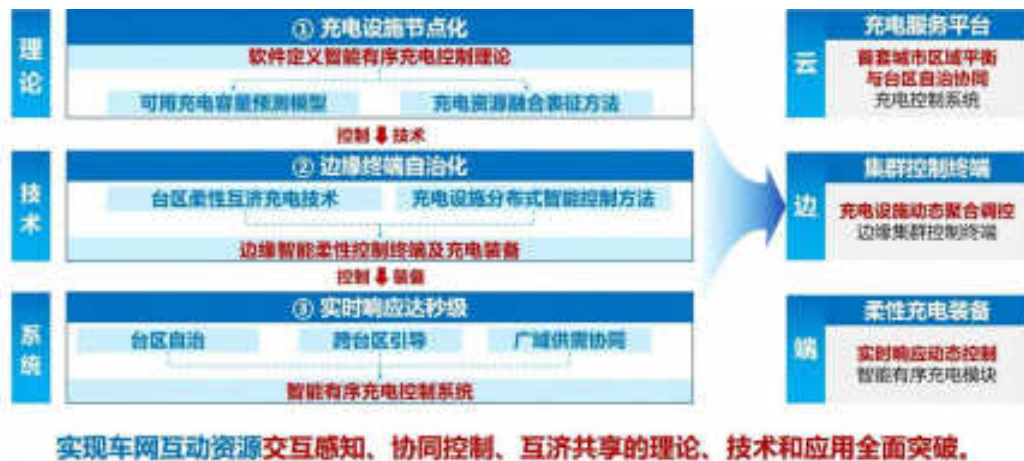 理论
① 充电设施节点化
软件定义智能有序充电控制理论
可用充电容量预测模型 充电资源融合表征方法
控制 技术
技术
② 边缘终端自治化
台区柔性互济充电技术 充电设施分布式智能控制方法
边缘智能柔性控制终端及充电装备
控制 装备
系统
③ 实时响应达秒级
台区自治 跨台区引导 广域供需协同
智能有序充电控制系统
云
充电服务平台
首套城市区域平衡
与台区自治协同
充电控制系统
边
集群控制终端
充电设施动态聚合调控
边缘集群控制终端
端
柔性充电装备
实时响应动态控制
智能有序充电模块
实现车网互动资源交互感知、协同控制、互济共享的理论、技术和应用全面突破。